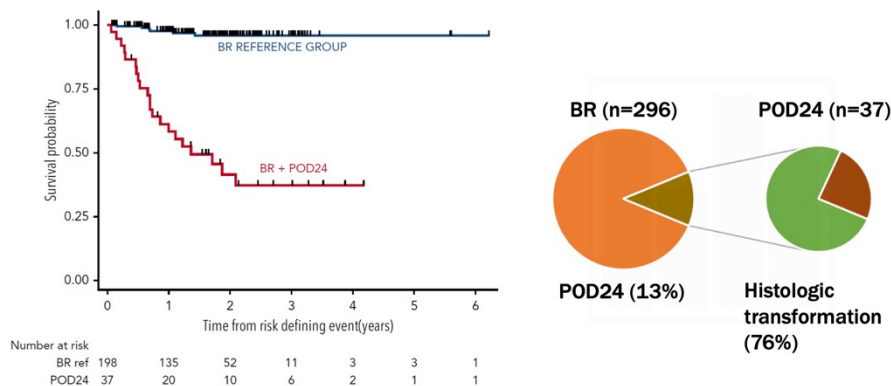 1.00
0.75
0.50
0.25
0.00
Survival probability
BR REFERENCE GROUP
BR + POD24
0 1 2 3 4 5 6
Time from risk defining event(years)
Number at risk
BR ref 198 135 52 11 3 3 1
POD24 37 20 10 6 2 1 1
BR (n=296)
POD24 (13%)
POD24 (n=37)
Histologic
transformation
(76%)